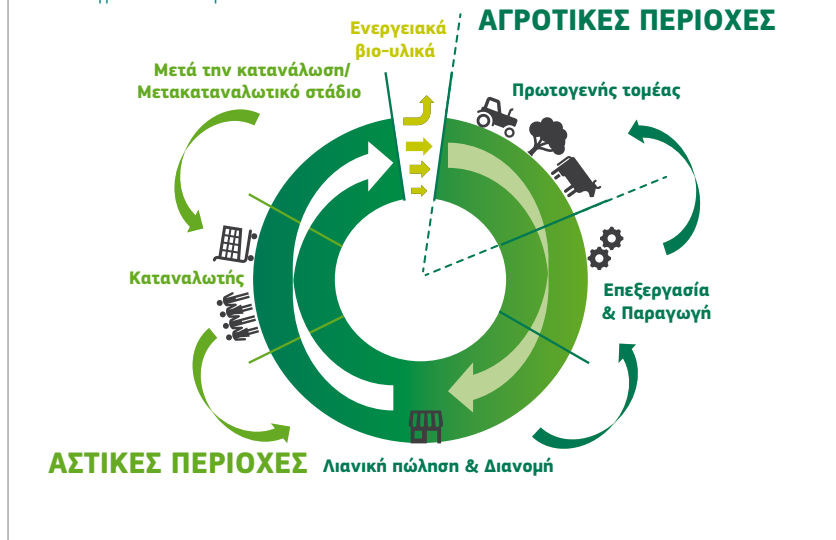 ΑΓΡΟΤΙΚΕΣ ΠΕΡΙΟΧΕΣ
Ενεργειακά
βιο-υλικά
Μετά την κατανάλωση/
Μετακαταναλωτικό στάδιο
Πρωτογενής τομέας
Καταναλωτής
Επεξεργασία
& Παραγωγή
ΑΣΤΙΚΕΣ ΠΕΡΙΟΧΕΣ
Λιανική πώληση & Διανομή